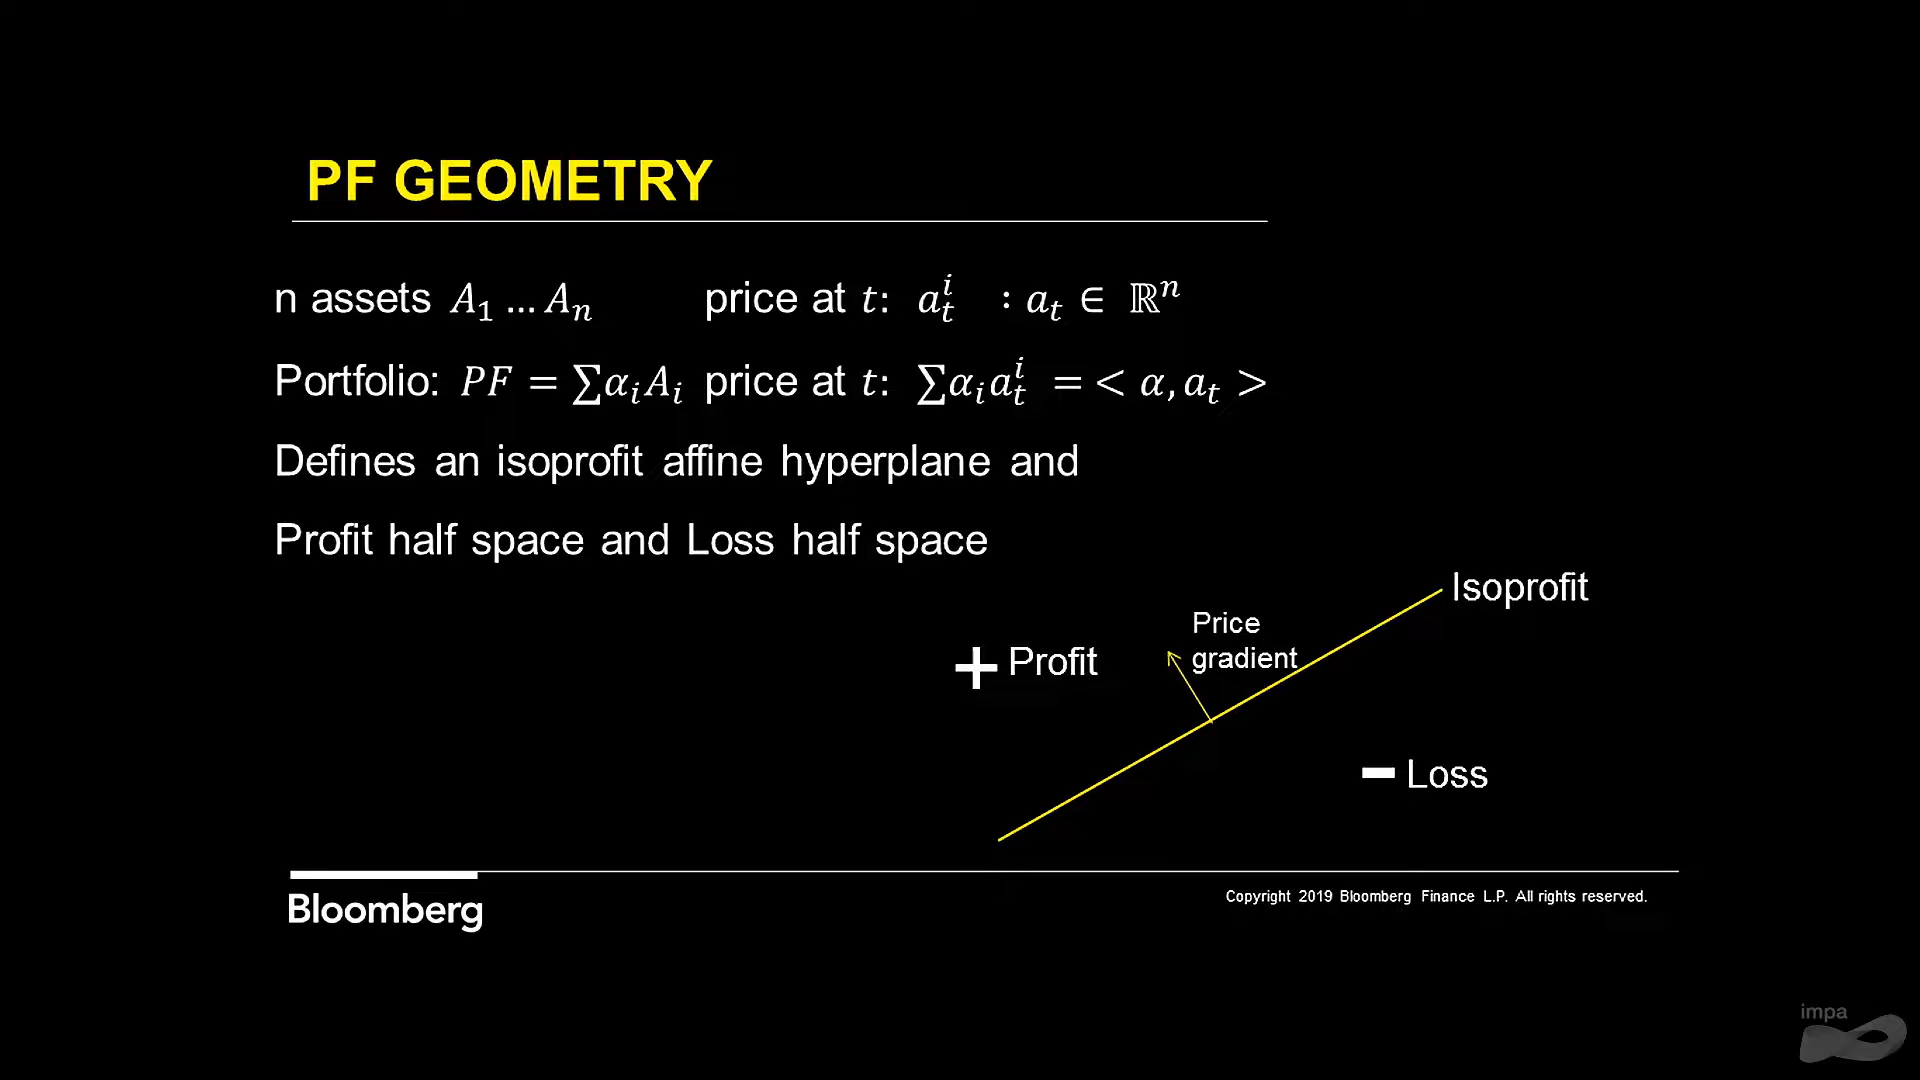 PF GEOMETRY
n assets A₁ … Aₙ price at t: aₜⁱ : aₜ ∈ ℝⁿ
Portfolio: PF = ∑αᵢAᵢ price at t: ∑αᵢaₜⁱ = < α, aₜ >
Defines an isoprofit affine hyperplane and
Profit half space and Loss half space
Isoprofit
Price
gradient
+ Profit
- Loss
Bloomberg
Copyright 2019 Bloomberg Finance L.P. All rights reserved.
impa